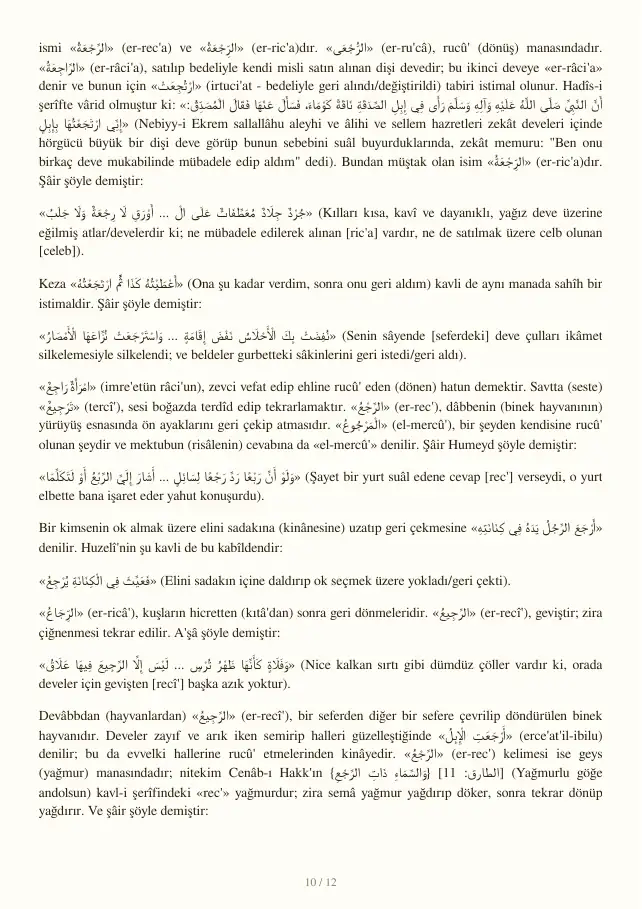 ismi «الرَّجْعَةُ» (er-rec'a) ve «الرِّجْعَةُ» (er-ric'a)dır. «الرُّجْعَى» (er-ru'câ), rucû' (dönüş) manasındadır.
«الرَّاجِعَةُ» (er-râci'a), satılıp bedeliyle kendi misli satın alınan dişi devedir; bu ikinci deveye «er-râci'a»
denir ve bunun için «ارْتُجِعَتْ» (irtuci'at - bedeliyle geri alındı/değiştirildi) tabiri istimal olunur. Hadîs-i
şerîfte vârid olmuştur ki: «أَنَّ النَّبِيَّ صَلَّى اللَّهُ عَلَيْهِ وَآلِهِ وَسَلَّمَ رَأَى فِي إِبِلِ الصَّدَقَةِ نَاقَةً كَوْمَاءَ، فَسَأَلَ عَنْهَا فَقَالَ الْمُصَدِّقُ:
إِنِّي ارْتَجَعْتُهَا بِإِبِلٍ» (Nebiyy-i Ekrem sallallâhu aleyhi ve âlihi ve sellem hazretleri zekât develeri içinde
hörgücü büyük bir dişi deve görüp bunun sebebini suâl buyurduklarında, zekât memuru: "Ben onu
birkaç deve mukabilinde mübadele edip aldım" dedi). Bundan müştak olan isim «الرِّجْعَةُ» (er-ric'a)dır.
Şâir şöyle demiştir:
«جُرْدٌ جِلَادٌ مُعَطَّفَاتٌ عَلَى الْ ... أَوْرَقِ لَا رِجْعَةٌ وَلَا جَلَبُ» (Kılları kısa, kavî ve dayanıklı, yağız deve üzerine
eğilmiş atlar/develerdir ki; ne mübadele edilerek alınan [ric'a] vardır, ne de satılmak üzere celb olunan
[celeb]).
Keza «أَعْطَيْتُهُ كَذَا ثُمَّ ارْتَجَعْتُهُ» (Ona şu kadar verdim, sonra onu geri aldım) kavli de aynı manada sahîh bir
istimaldir. Şâir şöyle demiştir:
«نُفِضَتْ بِكَ الْأَحْلَاسُ نَفْضَ إِقَامَةٍ ... وَاسْتَرْجَعَتْ نُزَّاعَهَا الْأَمْصَارُ» (Senin sâyende [seferdeki] deve çulları ikâmet
silkelemesiyle silkelendi; ve beldeler gurbetteki sâkinlerini geri istedi/geri aldı).
«امْرَأَةٌ رَاجِعٌ» (imre'etün râci'un), zevci vefat edip ehline rucû' eden (dönen) hatun demektir. Savtta (seste)
«تَرْجِيعٌ» (tercî'), sesi boğazda terdîd edip tekrarlamaktır. «الرَّجْعُ» (er-rec'), dâbbenin (binek hayvanının)
yürüyüş esnasında ön ayaklarını geri çekip atmasıdır. «الْمَرْجُوعُ» (el-mercû'), bir şeyden kendisine rucû'
olunan şeydir ve mektubun (risâlenin) cevabına da «el-mercû'» denilir. Şâir Humeyd şöyle demiştir:
«وَلَوْ أَنَّ رَبْعًا رَدَّ رَجْعًا لِسَائِلٍ ... أَشَارَ إِلَيَّ الرَّبْعُ أَوْ لَتَكَلَّمَا» (Şayet bir yurt suâl edene cevap [rec'] verseydi, o yurt
elbette bana işaret eder yahut konuşurdu).
Bir kimsenin ok almak üzere elini sadakına (kinânesine) uzatıp geri çekmesine «أَرْجَعَ الرَّجُلُ يَدَهُ فِي كِنَانَتِهِ»
denilir. Huzelî'nin şu kavli de bu kabîldendir:
«فَعَيَّثَ فِي الْكِنَانَةِ يُرْجِعُ» (Elini sadakın içine daldırıp ok seçmek üzere yokladı/geri çekti).
«الرِّجَاعُ» (er-ricâ'), kuşların hicretten (kıtâ'dan) sonra geri dönmeleridir. «الرَّجِيعُ» (er-recî'), geviştir; zira
çiğnenmesi tekrar edilir. A'şâ şöyle demiştir:
«وَفَلَاةٍ كَأَنَّهَا ظَهْرُ تُرْسٍ ... لَيْسَ إِلَّا الرَّجِيعَ فِيهَا عَلَاقُ» (Nice kalkan sırtı gibi dümdüz çöller vardır ki, orada
develer için gevişten [recî'] başka azık yoktur).
Devâbbdan (hayvanlardan) «الرَّجِيعُ» (er-recî'), bir seferden diğer bir sefere çevrilip döndürülen binek
hayvanıdır. Develer zayıf ve arık iken semirip halleri güzelleştiğinde «أَرْجَعَتِ الْإِبِلُ» (erce'at'il-ibilu)
denilir; bu da evvelki hallerine rucû' etmelerinden kinâyedir. «الرَّجْعُ» (er-rec') kelimesi ise geys
(yağmur) manasındadır; nitekim Cenâb-ı Hakk'ın {وَالسَّمَاءِ ذَاتِ الرَّجْعِ} [الطارق: 11] (Yağmurlu göğe
andolsun) kavl-i şerîfindeki «rec'» yağmurdur; zira semâ yağmur yağdırıp döker, sonra tekrar dönüp
yağdırır. Ve şâir şöyle demiştir:
10 / 12